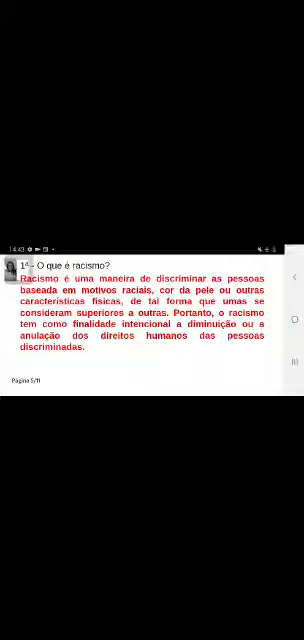 14:43
1ª - O que é racismo?
Racismo é uma maneira de discriminar as pessoas
baseada em motivos raciais, cor da pele ou outras
características físicas, de tal forma que umas se
consideram superiores a outras. Portanto, o racismo
tem como finalidade intencional a diminuição ou a
anulação dos direitos humanos das pessoas
discriminadas.
Página 5/11